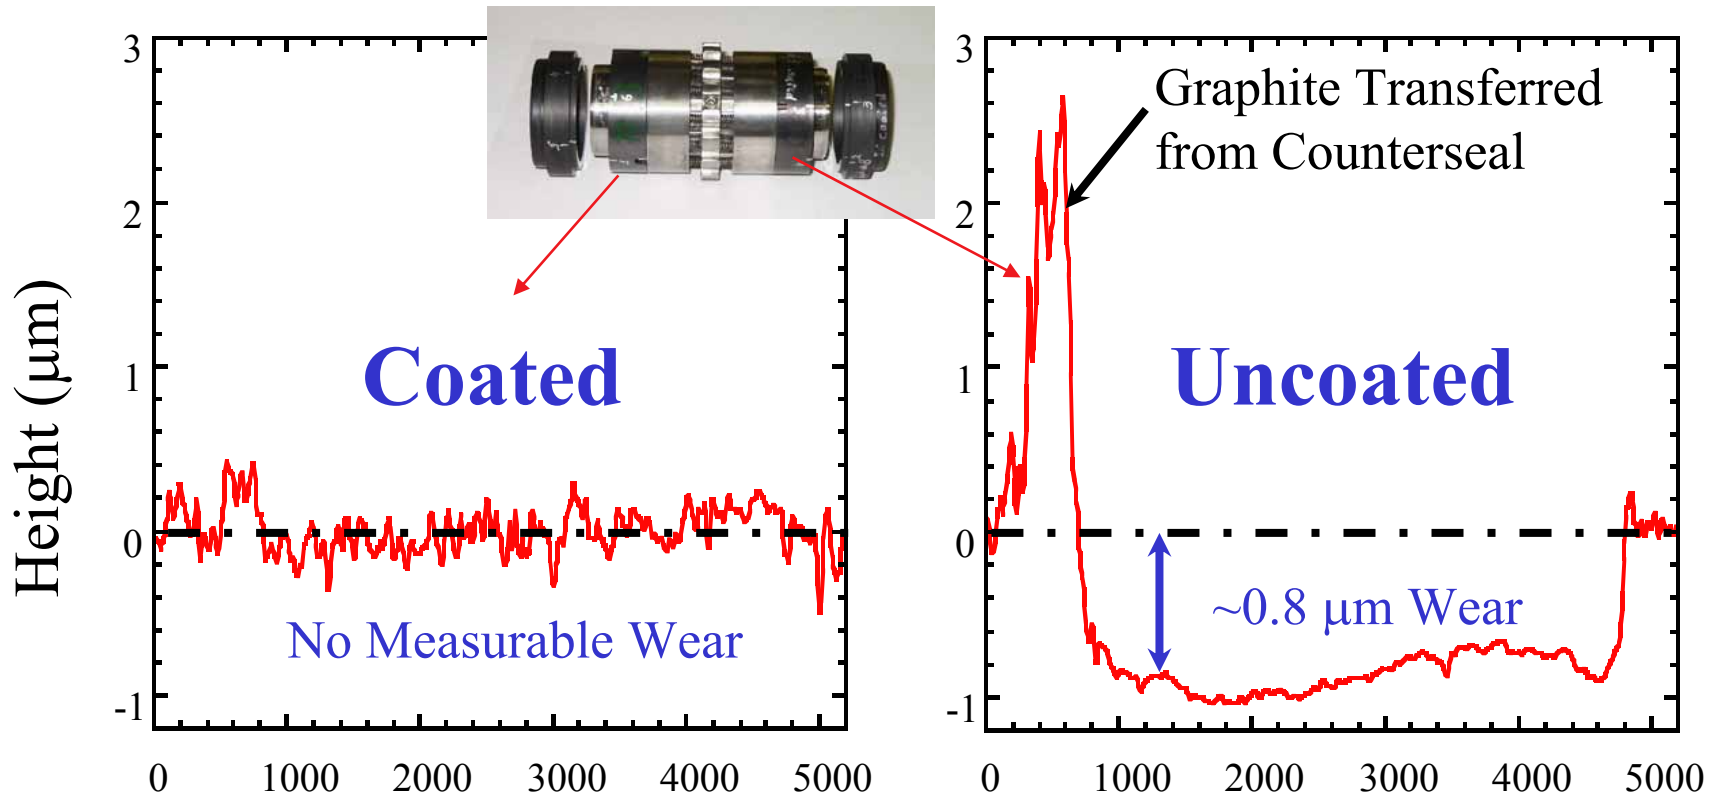 Height (μm)
3
2
1
0
-1
0 1000 2000 3000 4000 5000
Coated
No Measurable Wear
3
2
1
0
-1
0 1000 2000 3000 4000 5000
Graphite Transferred
from Counterseal
Uncoated
~0.8 μm Wear